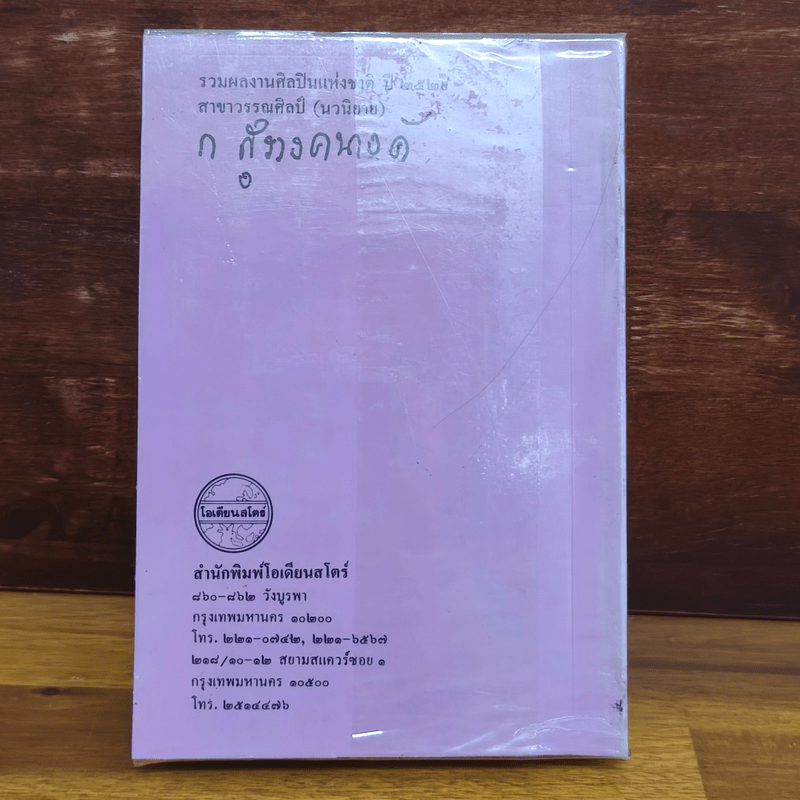 รวมผลงานศิลปินแห่งชาติ ปี ๒๕๒๙
สาขาวรรณศิลป์ (นวนิยาย)
ก สุรางคนางค์
โอเดียนสโตร์
สำนักพิมพ์โอเดียนสโตร์
๘๖๐-๘๖๒ วังบูรพา
กรุงเทพมหานคร ๑๐๒๐๐
โทร. ๒๒๑-๐๗๔๒, ๒๒๑-๖๕๖๗
๒๑๘/๑๐-๑๒ สยามสแควร์ซอย ๑
กรุงเทพมหานคร ๑๐๕๐๐
โทร. ๒๕๑๔๔๗๖